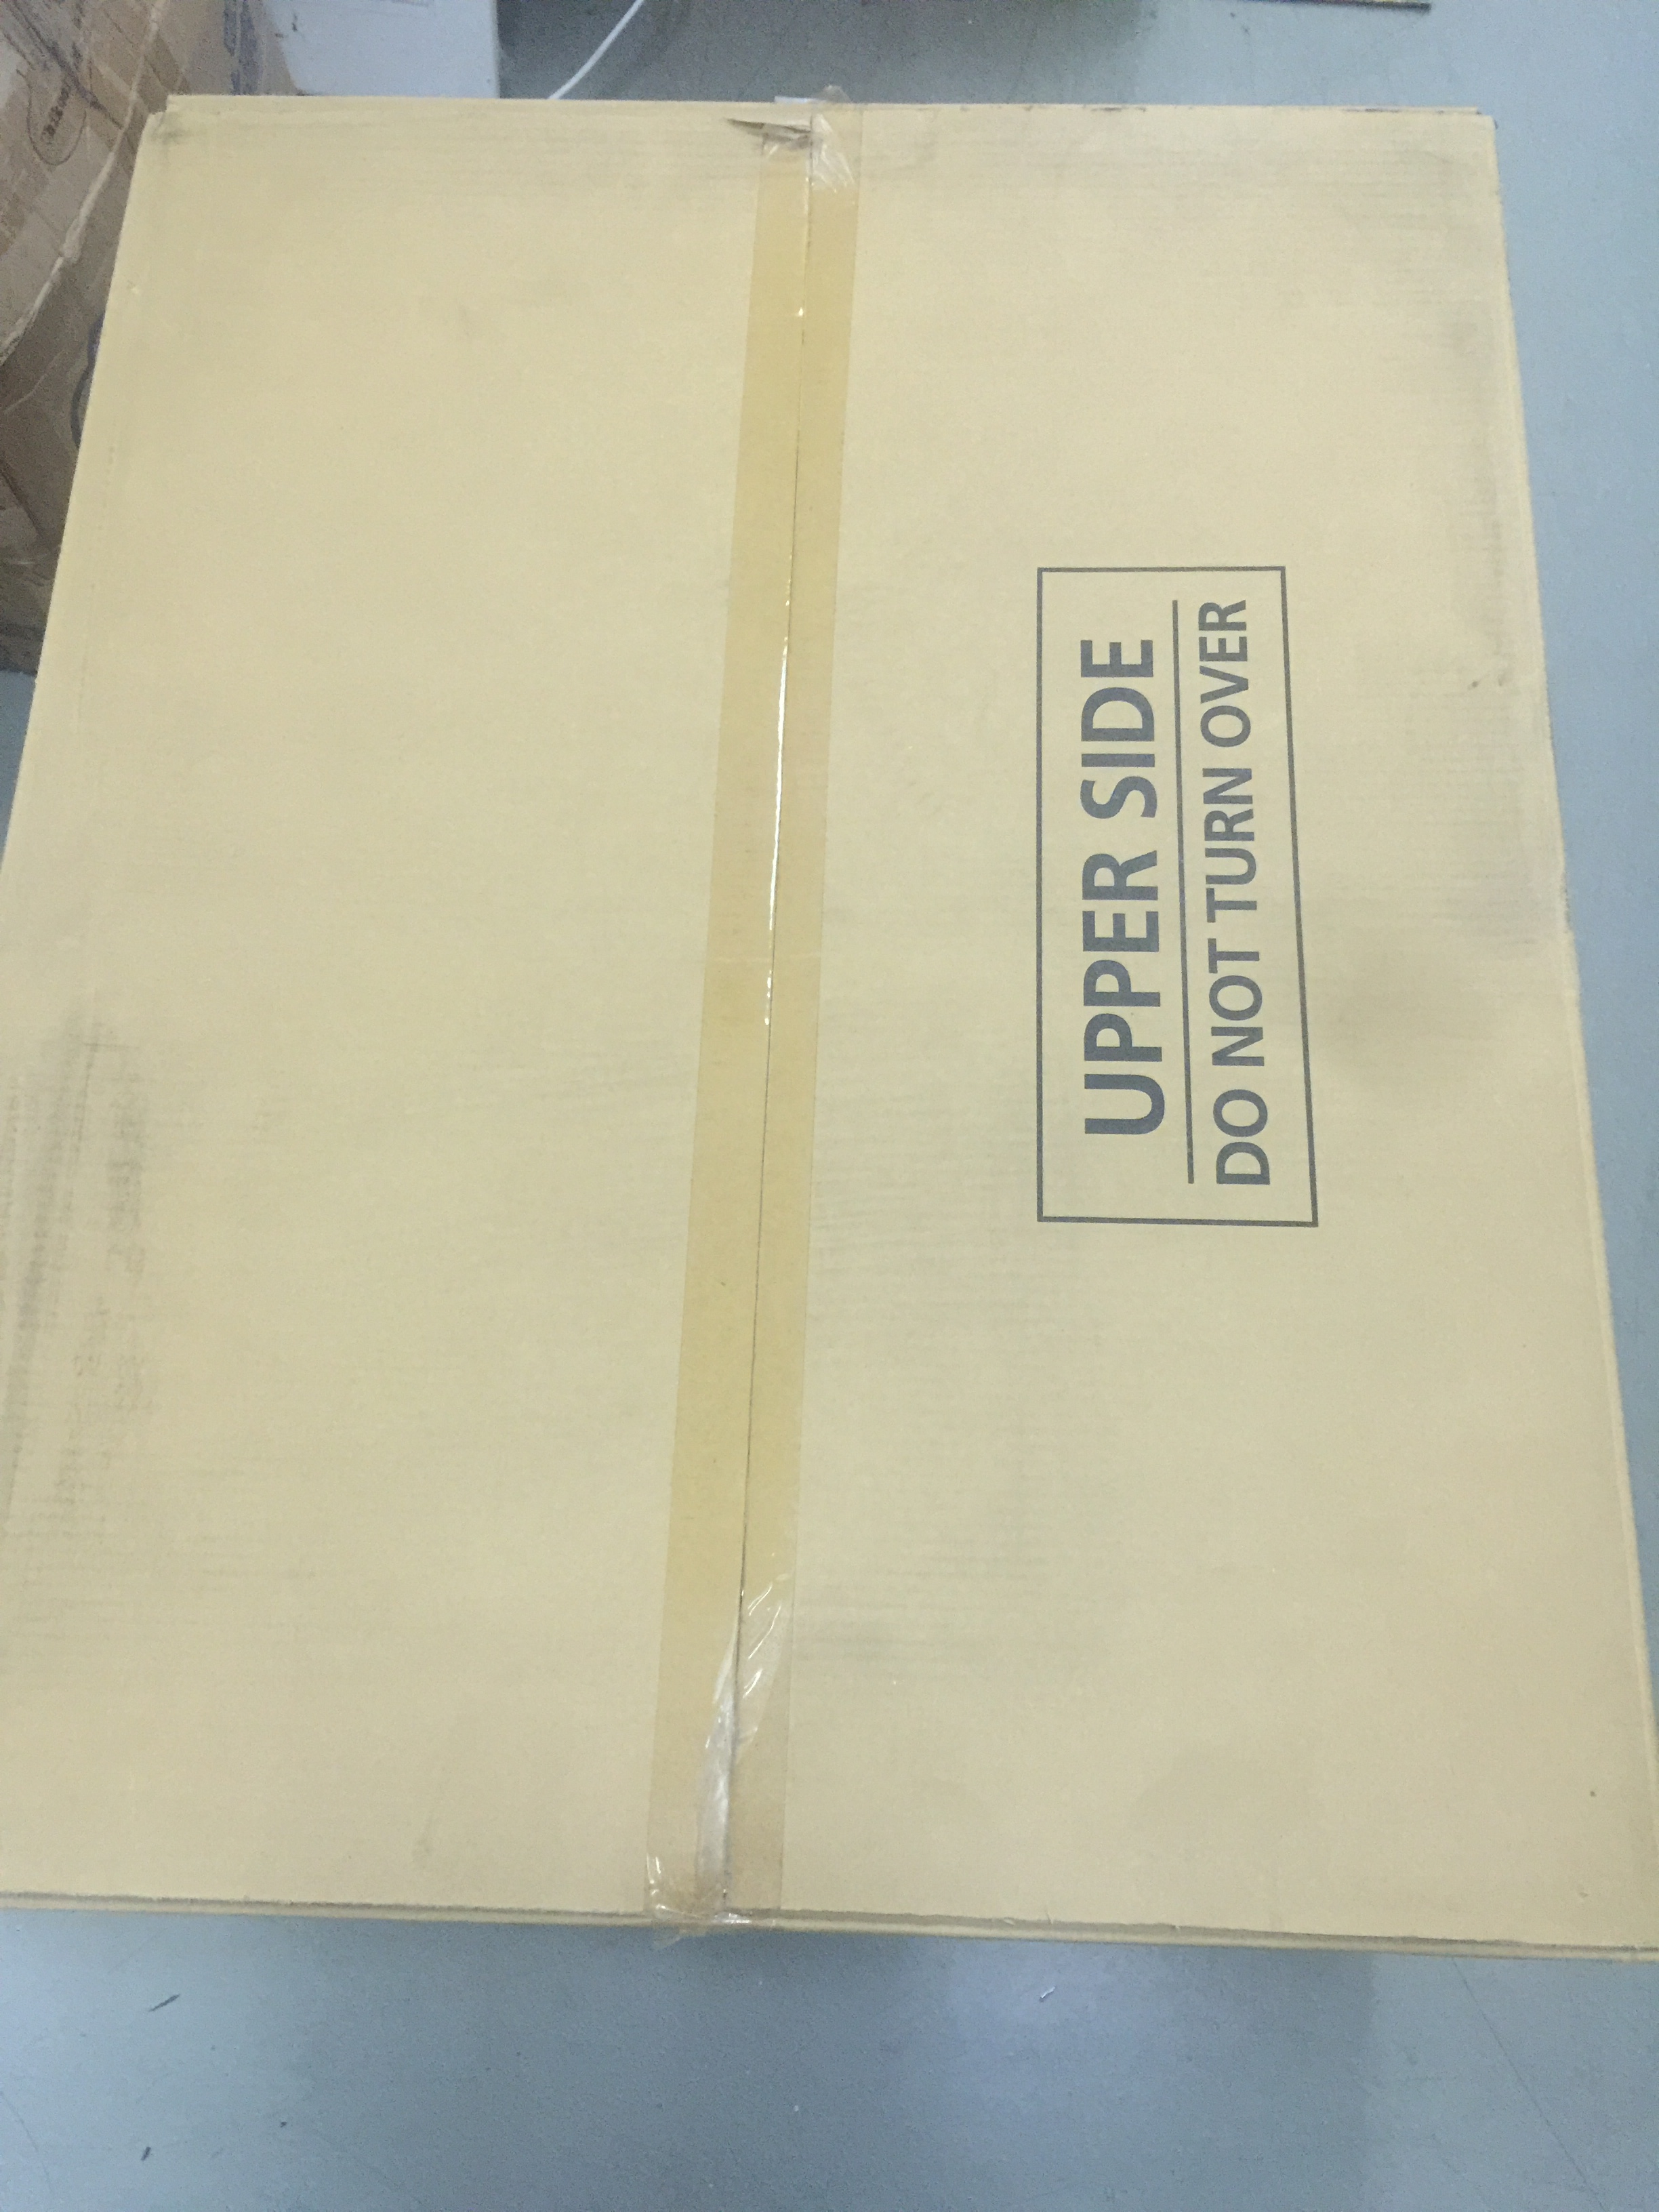 UPPER SIDE
DO NOT TURN OVER